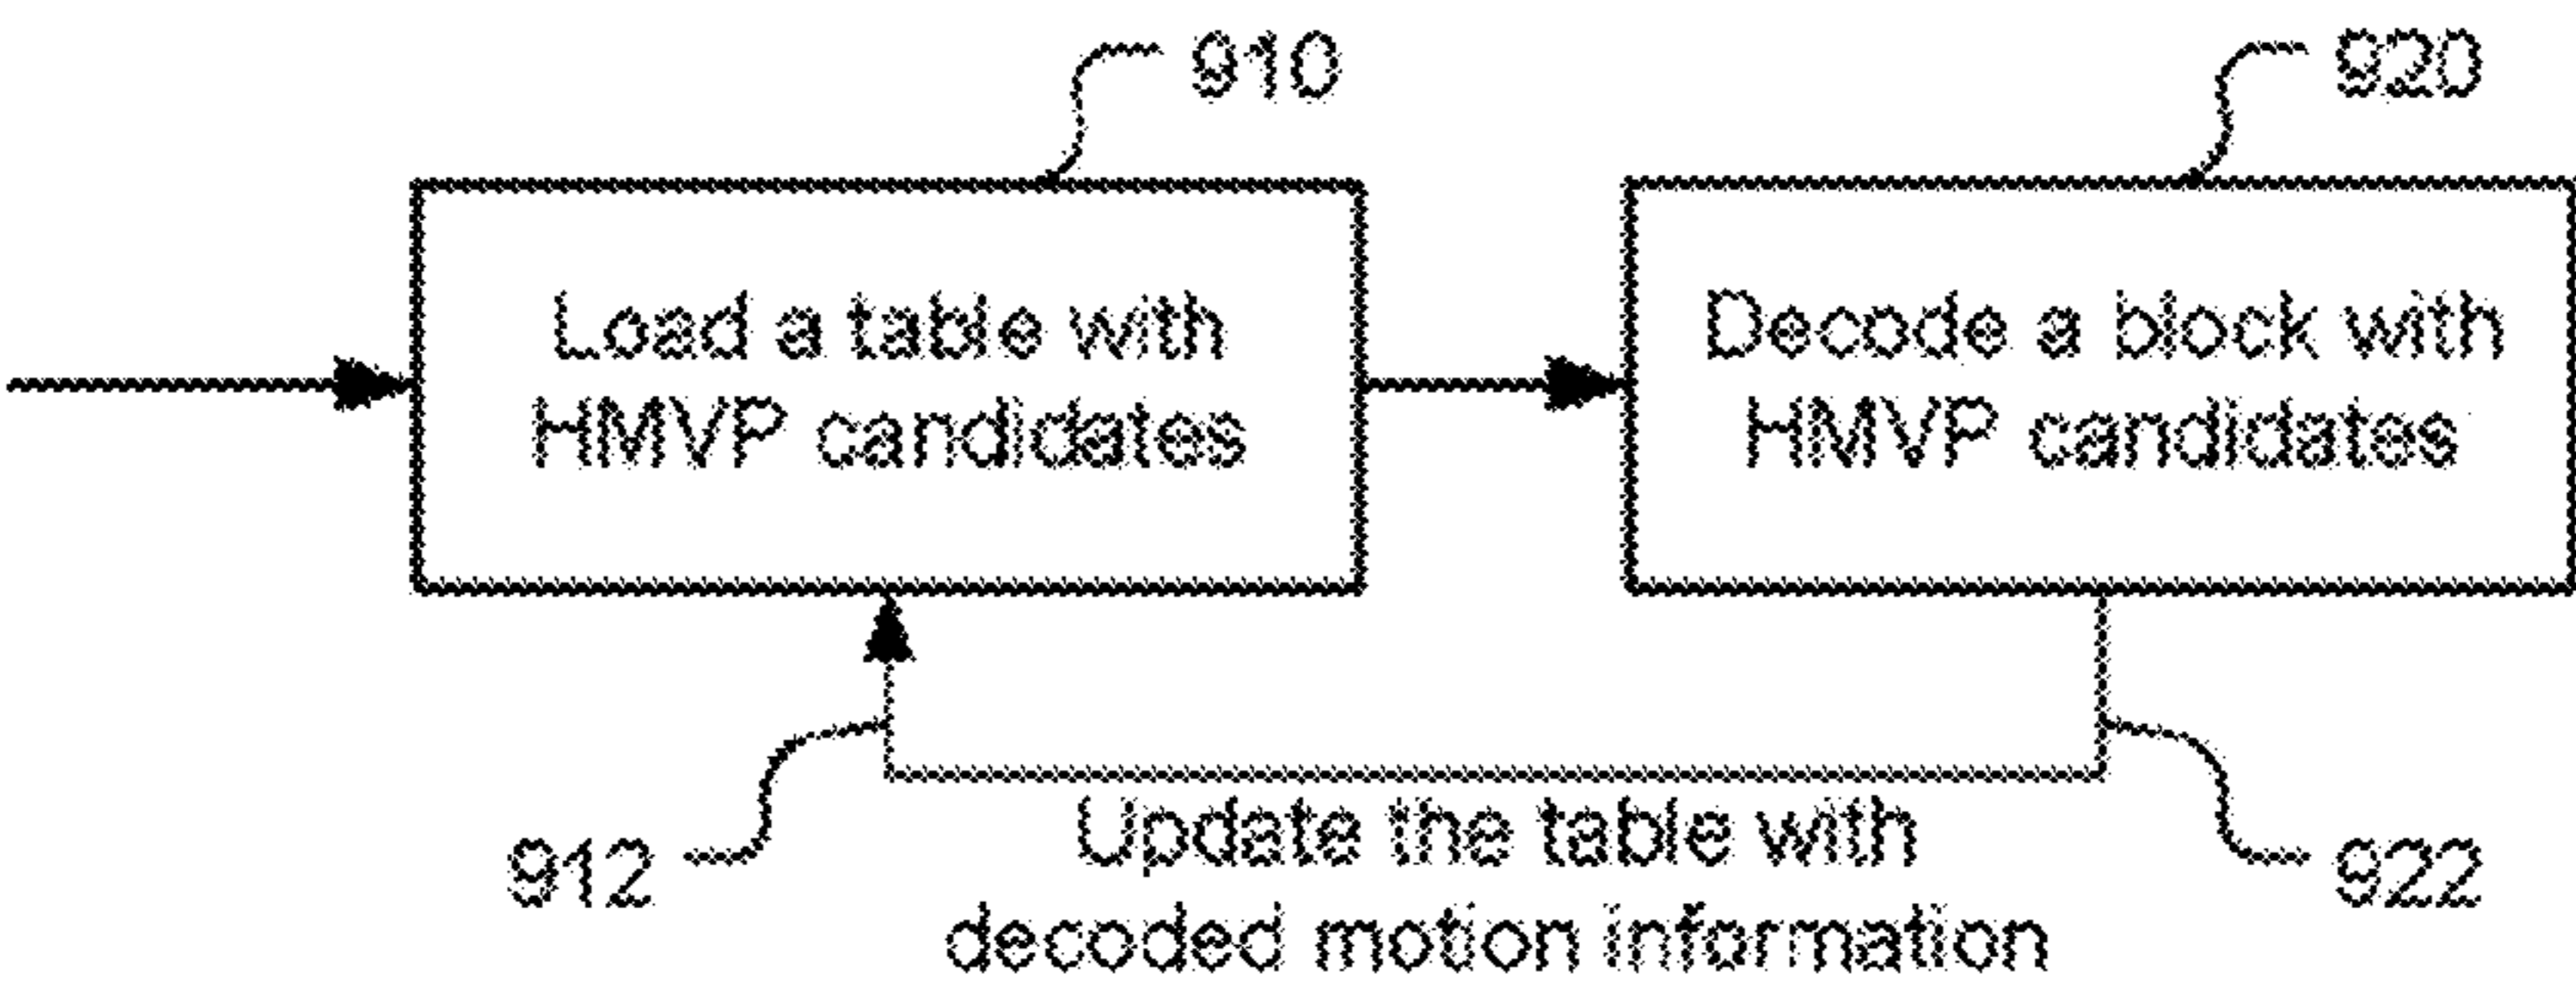 910
920
Load a table with
HMVP candidates
Decode a block with
HMVP candidates
912
Update the table with
decoded motion information
922